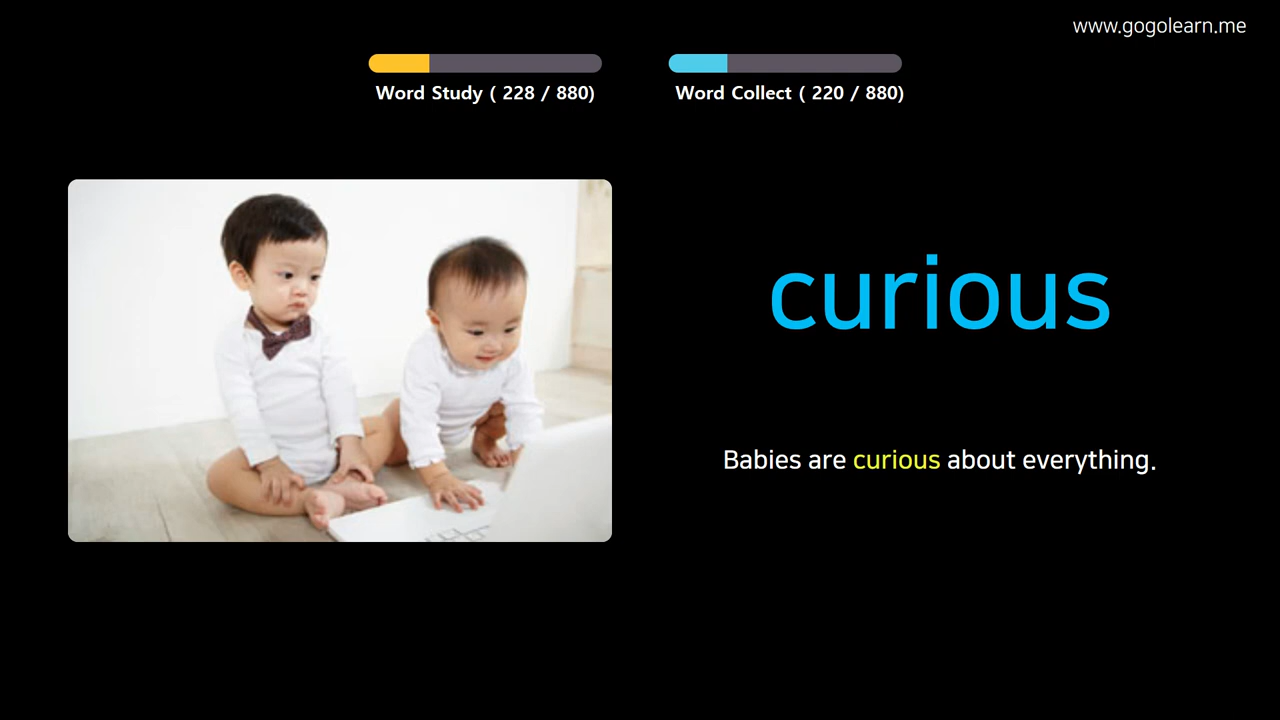 www.gogolearn.me
Word Study ( 228 / 880)
Word Collect ( 220 / 880)
curious
Babies are curious about everything.